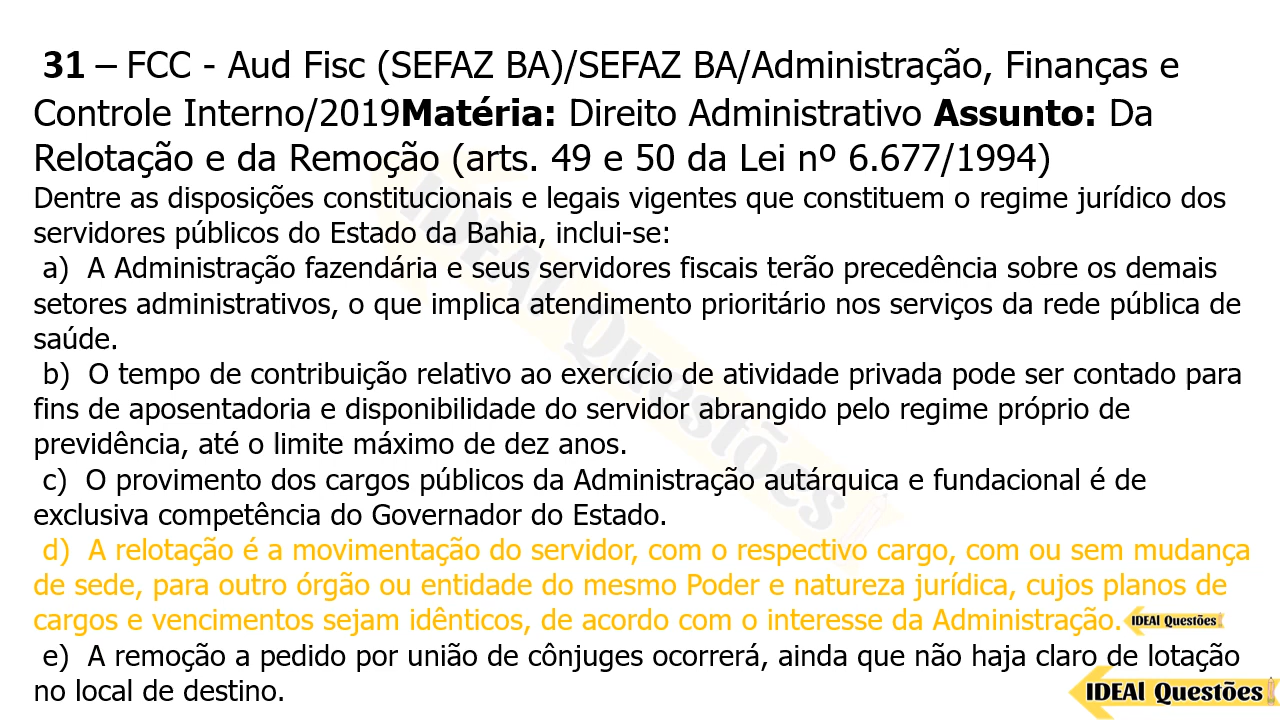 31 – FCC - Aud Fisc (SEFAZ BA)/SEFAZ BA/Administração, Finanças e
Controle Interno/2019Matéria: Direito Administrativo Assunto: Da
Relotação e da Remoção (arts. 49 e 50 da Lei nº 6.677/1994)
Dentre as disposições constitucionais e legais vigentes que constituem o regime jurídico dos
servidores públicos do Estado da Bahia, inclui-se:
a) A Administração fazendária e seus servidores fiscais terão precedência sobre os demais
setores administrativos, o que implica atendimento prioritário nos serviços da rede pública de
saúde.
b) O tempo de contribuição relativo ao exercício de atividade privada pode ser contado para
fins de aposentadoria e disponibilidade do servidor abrangido pelo regime próprio de
previdência, até o limite máximo de dez anos.
c) O provimento dos cargos públicos da Administração autárquica e fundacional é de
exclusiva competência do Governador do Estado.
d) A relotação é a movimentação do servidor, com o respectivo cargo, com ou sem mudança
de sede, para outro órgão ou entidade do mesmo Poder e natureza jurídica, cujos planos de
cargos e vencimentos sejam idênticos, de acordo com o interesse da Administração.
IDEAl Questões
e) A remoção a pedido por união de cônjuges ocorrerá, ainda que não haja claro de lotação
no local de destino.
IDEAl Questões
IDEAl Questões